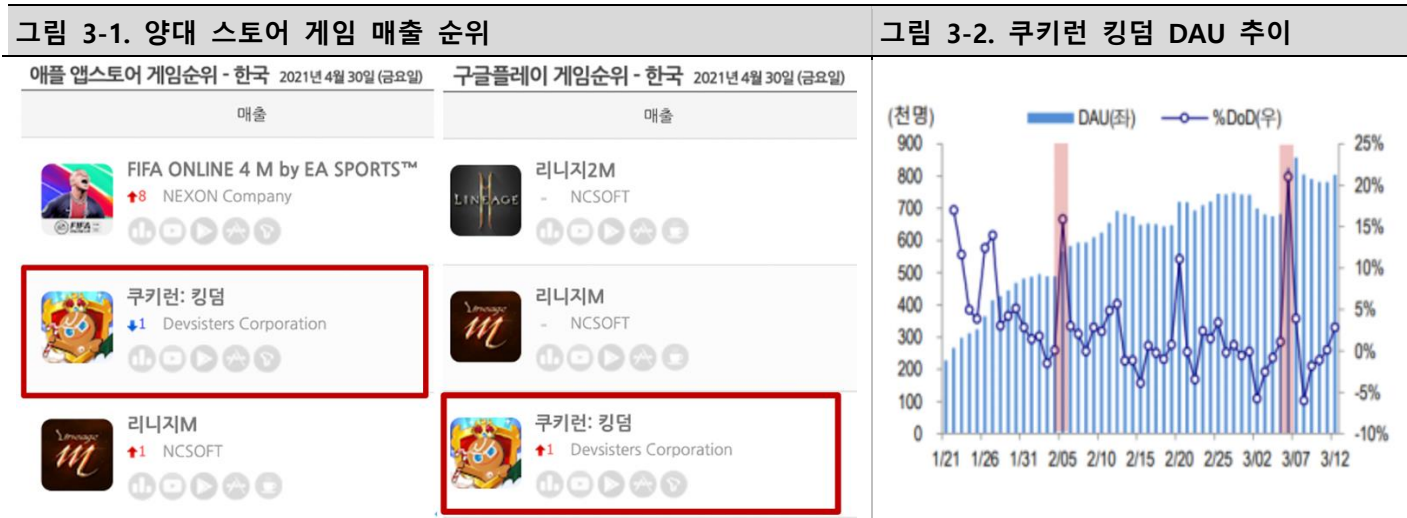 그림 3-1. 양대 스토어 게임 매출 순위
애플 앱스토어 게임순위 - 한국 2021년 4월 30일 (금요일)
매출
FIFA ONLINE 4 M by EA SPORTS™
8 NEXON Company
쿠키런: 킹덤
1 Devsisters Corporation
리니지M
1 NCSOFT
구글플레이 게임순위 - 한국 2021년 4월 30일 (금요일)
매출
LINEAGE
리니지2M
- NCSOFT
리니지M
- NCSOFT
쿠키런: 킹덤
1 Devsisters Corporation
그림 3-2. 쿠키런 킹덤 DAU 추이
(천명)
DAU(좌) %DoD(우)
900 25%
800 20%
700
600 15%
500 10%
400 5%
300 0%
200
100 -5%
0 -10%
1/21 1/26 1/31 2/05 2/10 2/15 2/20 2/25 3/02 3/07 3/12